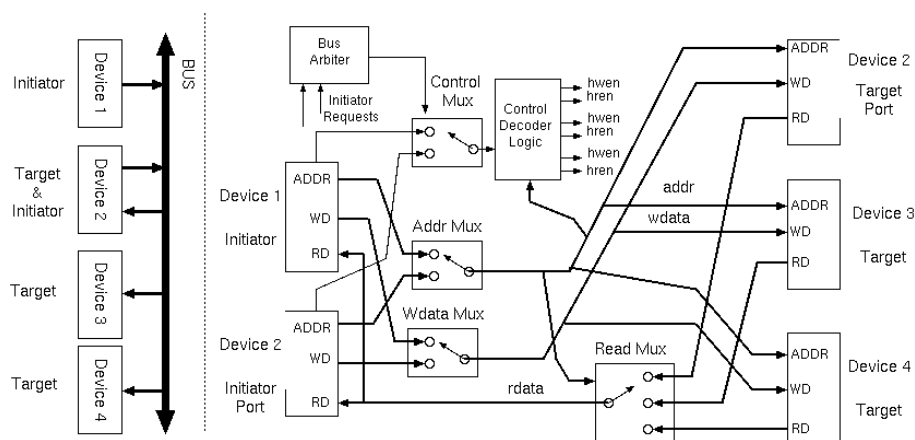 Initiator
Device 1
BUS
Target
&
Initiator
Device 2
Target
Device 3
Target
Device 4
Bus
Arbiter
Initiator
Requests
Control
Mux
Control
Decoder
Logic
hwen
hren
hwen
hren
hwen
hren
Device 1
Initiator
ADDR
WD
RD
Addr Mux
Wdata Mux
Device 2
Initiator
Port
ADDR
WD
RD
rdata
Read Mux
addr
wdata
ADDR
WD
RD
Device 2
Target
Port
ADDR
WD
RD
Device 3
Target
ADDR
WD
RD
Device 4
Target